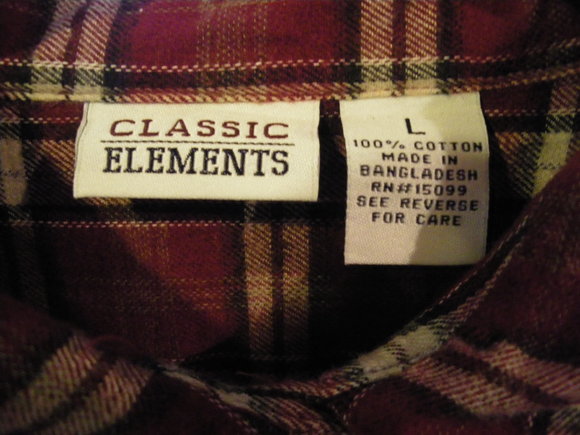 CLASSIC
ELEMENTS
L
100% COTTON
MADE IN
BANGLADESH
RN#15099
SEE REVERSE
FOR CARE